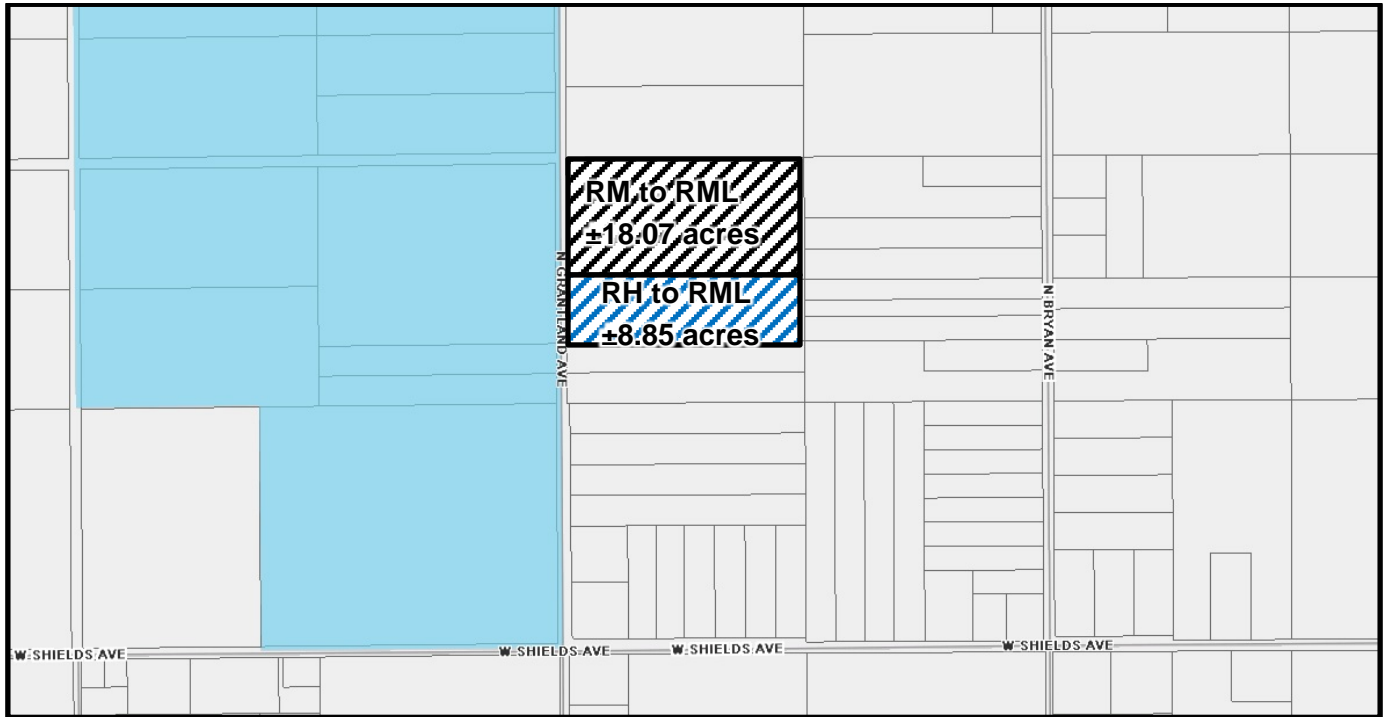 RM to RML
±18.07 acres
N GRANTLAND AVE
RH to RML
±8.85 acres
N BRYAN AVE
W SHIELDS AVE
W SHIELDS AVE
W SHIELDS AVE
W SHIELDS AVE